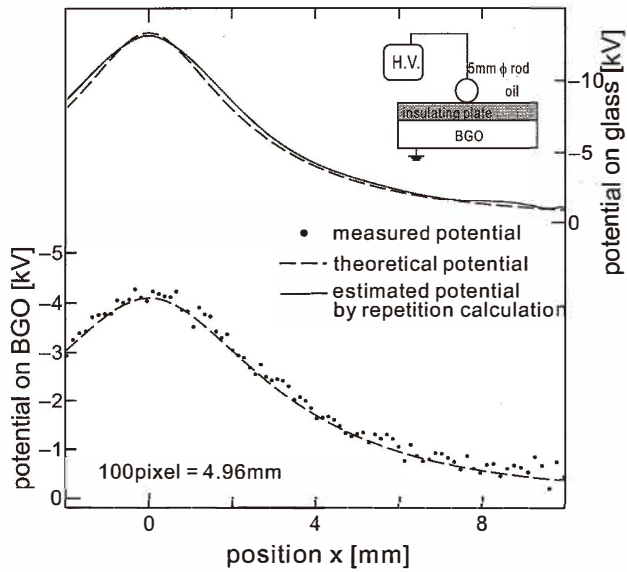 H.V.
5mm ϕ rod
oil
insulating plate
BGO
−10
−5
0
potential on glass [kV]
measured potential
theoretical potential
estimated potential
by repetition calculation
−5
−4
−3
−2
−1
0
potential on BGO [kV]
100pixel = 4.96mm
0
4
8
position x [mm]